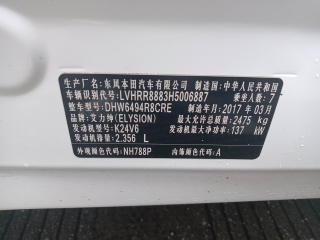 生产厂名：东风本田汽车有限公司 制造国：中华人民共和国
车辆识别代号：LVHRR8883H5006887 乘坐人数：7
整车型号：DHW6494R8CRE 制造年月：2017 年 03 月
品牌：艾力绅(ELYSION) 最大允许总质量：2475 kg
发动机型号：K24V6 发动机最大净功率：137 kW
发动机排量：2.356 L
外观颜色代码：NH788P 内饰颜色代码：A